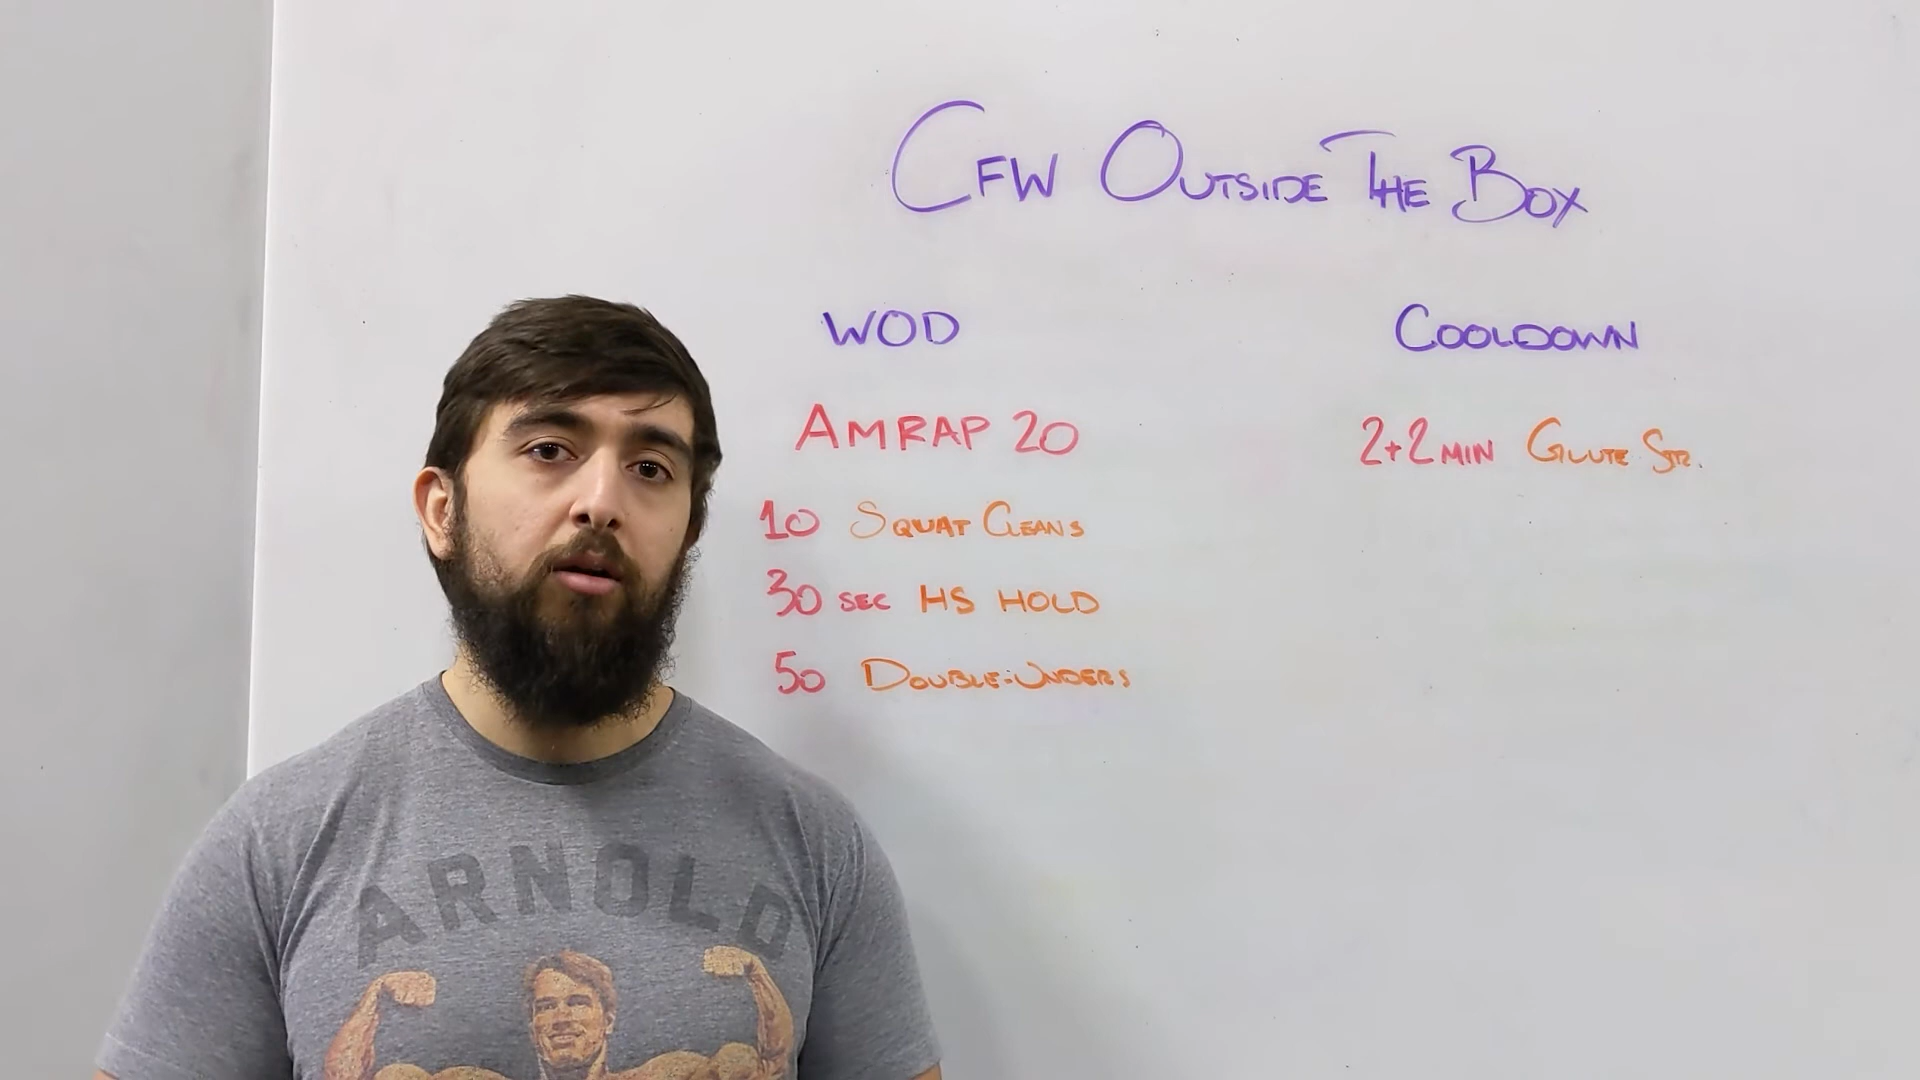 CFW OUTSIDE THE BOX
WOD
AMRAP 20
10 SQUAT CLEANS
30 SEC HS HOLD
50 DOUBLE-UNDERS
COOLDOWN
2+2 MIN GLUTE STR.
ARNOLD